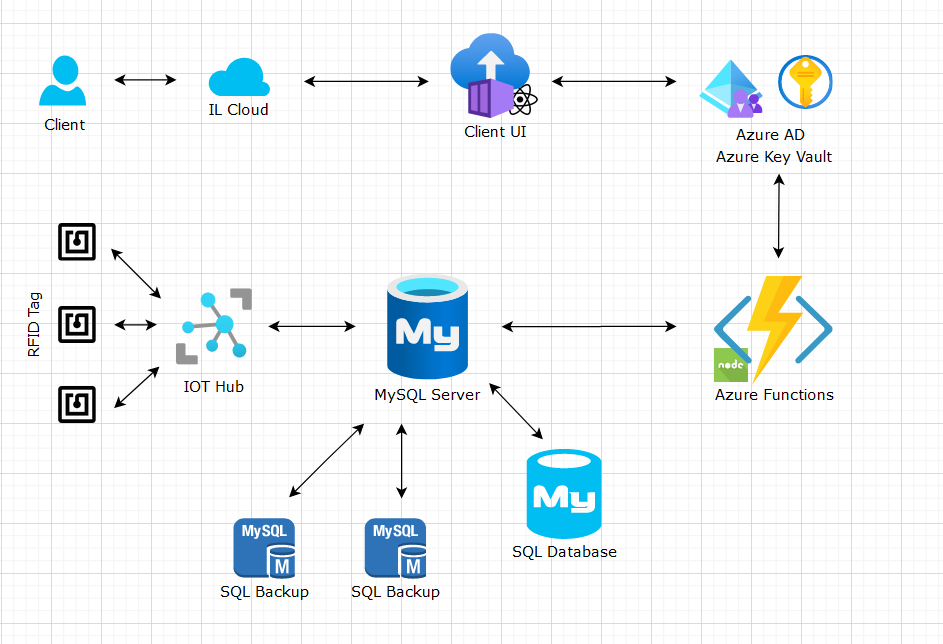 Client
IL Cloud
Client UI
Azure AD
Azure Key Vault
RFID Tag
IOT Hub
My
MySQL Server
node
Azure Functions
My
SQL Database
MySQL
M
SQL Backup
MySQL
M
SQL Backup